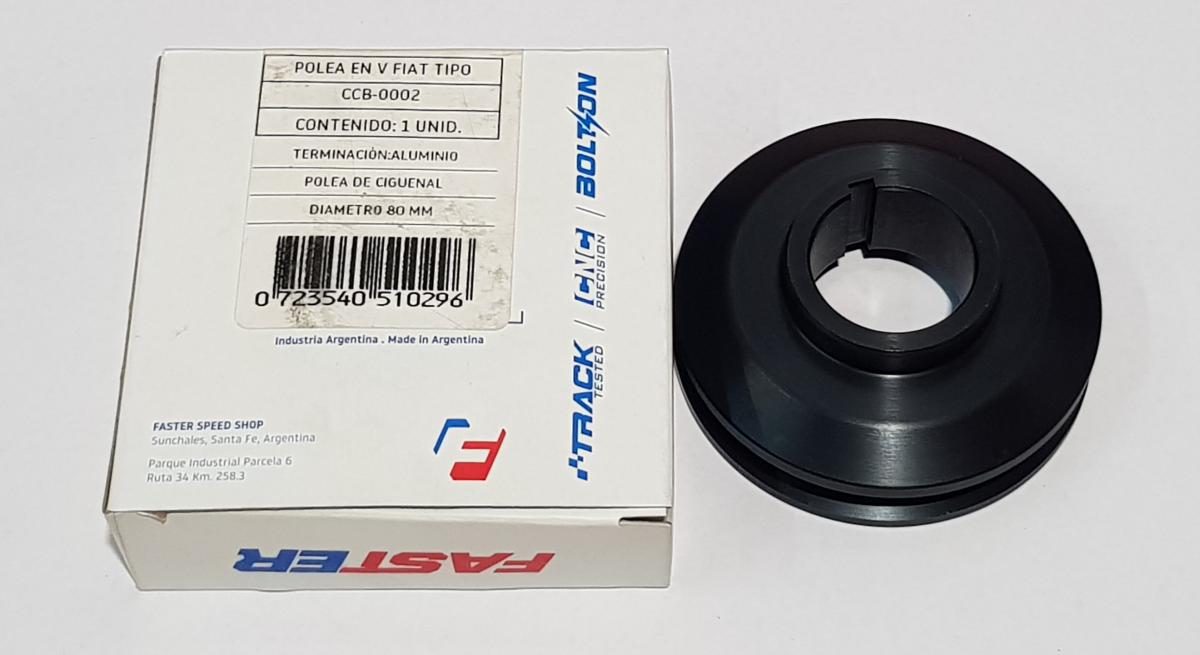 POLEA EN V FIAT TIPO
CCB-0002
CONTENIDO: 1 UNID.
TERMINACIÓN:ALUMINIO
POLEA DE CIGUENAL
DIAMETRO 80 MM
0 723540 510296
Industria Argentina . Made in Argentina
FASTER SPEED SHOP
Sunchales, Santa Fe, Argentina
Parque Industrial Parcela 6
Ruta 34 Km. 258.3
TRACK / CNC / BOLTSON
TESTED PRECISION
F
FASTER